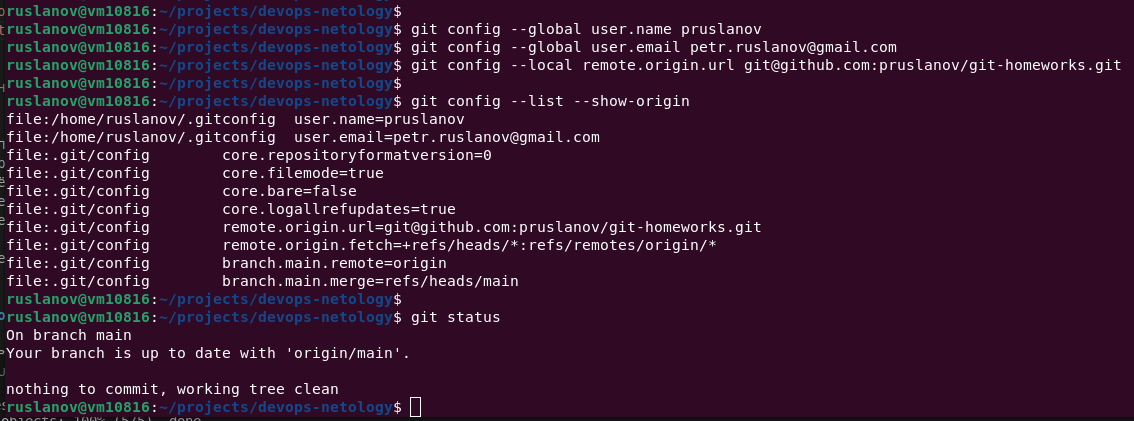 ruslanov@vm10816:~/projects/devops-netology$
ruslanov@vm10816:~/projects/devops-netology$ git config --global user.name pruslanov
ruslanov@vm10816:~/projects/devops-netology$ git config --global user.email petr.ruslanov@gmail.com
ruslanov@vm10816:~/projects/devops-netology$ git config --local remote.origin.url git@github.com:pruslanov/git-homeworks.git
ruslanov@vm10816:~/projects/devops-netology$
ruslanov@vm10816:~/projects/devops-netology$ git config --list --show-origin
file:/home/ruslanov/.gitconfig  user.name=pruslanov
file:/home/ruslanov/.gitconfig  user.email=petr.ruslanov@gmail.com
file:.git/config        core.repositoryformatversion=0
file:.git/config        core.filemode=true
file:.git/config        core.bare=false
file:.git/config        core.logallrefupdates=true
file:.git/config        remote.origin.url=git@github.com:pruslanov/git-homeworks.git
file:.git/config        remote.origin.fetch=+refs/heads/*:refs/remotes/origin/*
file:.git/config        branch.main.remote=origin
file:.git/config        branch.main.merge=refs/heads/main
ruslanov@vm10816:~/projects/devops-netology$
ruslanov@vm10816:~/projects/devops-netology$ git status
On branch main
Your branch is up to date with 'origin/main'.
nothing to commit, working tree clean
ruslanov@vm10816:~/projects/devops-netology$